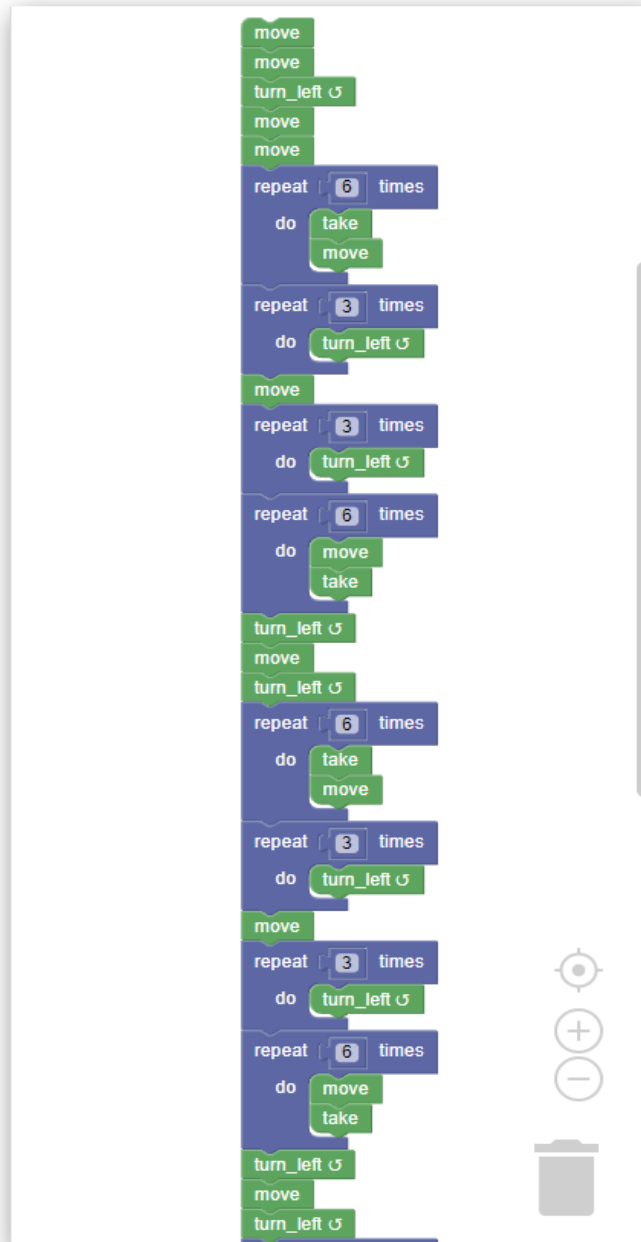 move
move
turn_left ↺
move
move
repeat 6 times
do take
move
repeat 3 times
do turn_left ↺
move
repeat 3 times
do turn_left ↺
repeat 6 times
do move
take
turn_left ↺
move
turn_left ↺
repeat 6 times
do take
move
repeat 3 times
do turn_left ↺
move
repeat 3 times
do turn_left ↺
repeat 6 times
do move
take
turn_left ↺
move
turn_left ↺